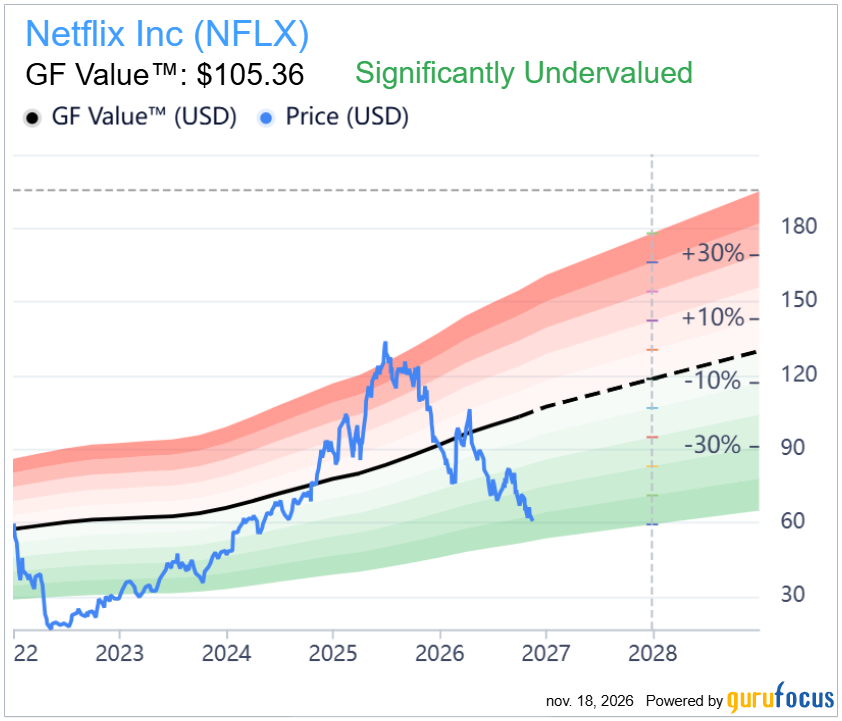 Netflix Inc (NFLX)
GF Value™: $105.36 Significantly Undervalued
GF Value™ (USD) Price (USD)
180
+30%
150
+10%
120
-10%
90
-30%
60
30
22 2023 2024 2025 2026 2027 2028
nov. 18, 2026 Powered by gurufocus